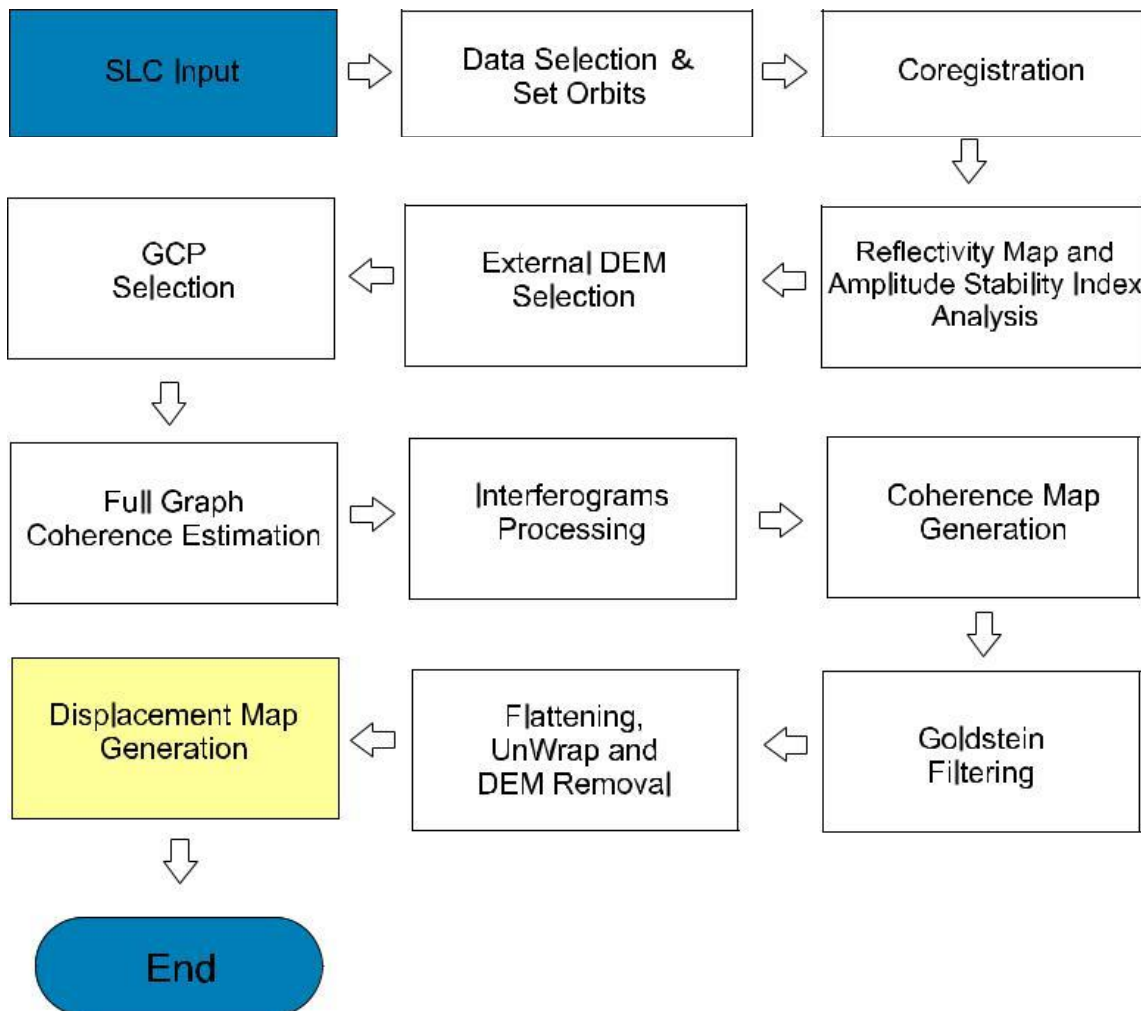 SLC Input
Data Selection &
Set Orbits
Coregistration
Reflectivity Map and
Amplitude Stability Index
Analysis
External DEM
Selection
GCP
Selection
Full Graph
Coherence Estimation
Interferograms
Processing
Coherence Map
Generation
Goldstein
Filtering
Flattening,
UnWrap and
DEM Removal
Displacement Map
Generation
End